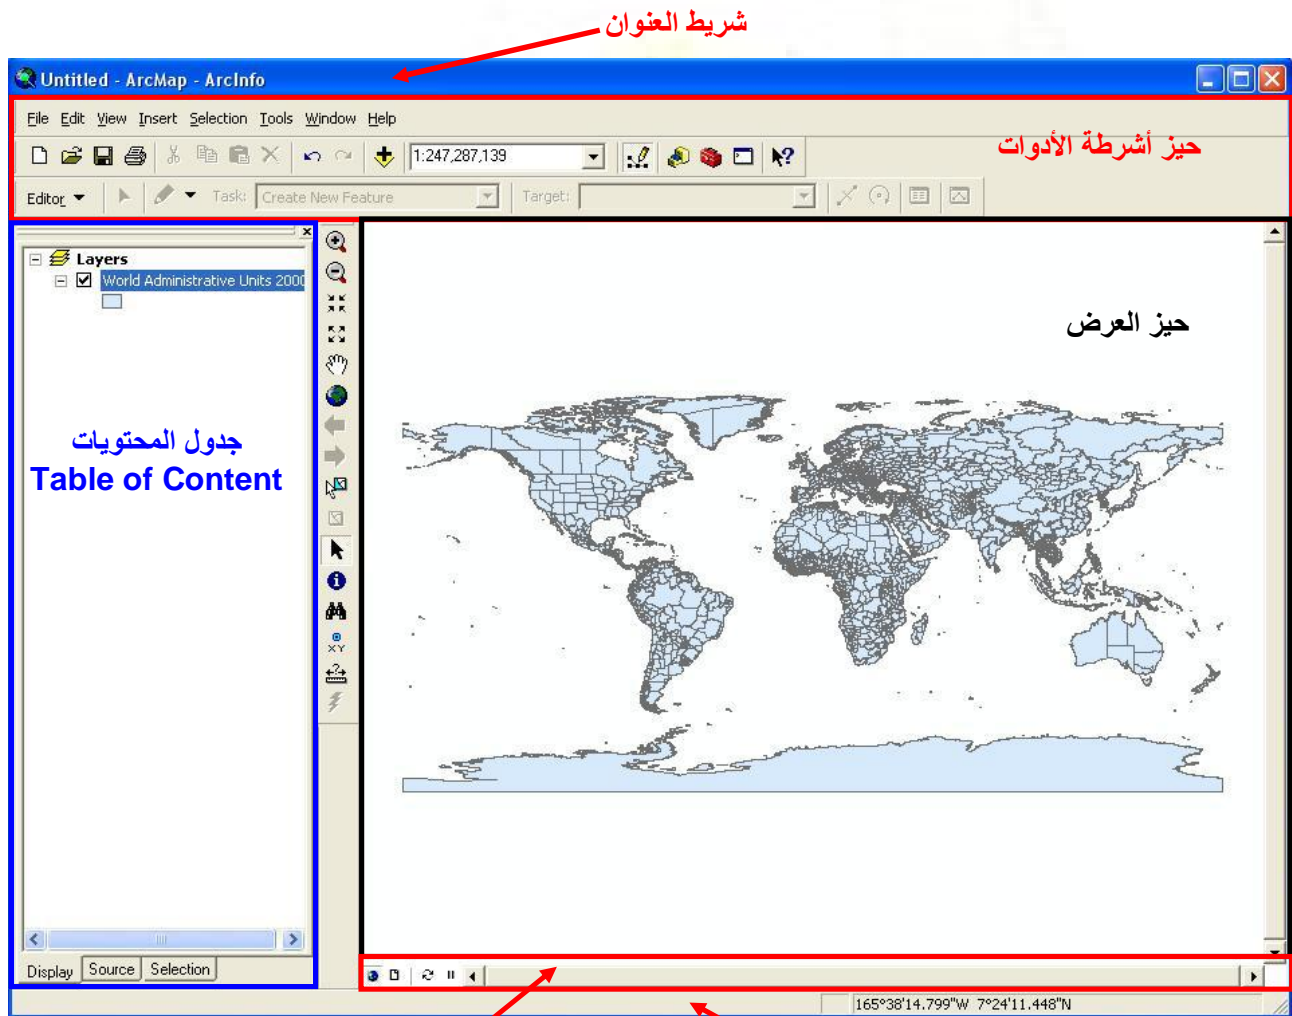 شريط العنوان
Untitled - ArcMap - ArcInfo
File Edit View Insert Selection Tools Window Help
حيز أشرطة الأدوات
1:247,287,139
Editor Task: Create New Feature Target:
Layers
World Administrative Units 2000
حيز العرض
جدول المحتويات
Table of Content
XY
Display Source Selection
165°38'14.799"W 7°24'11.448"N